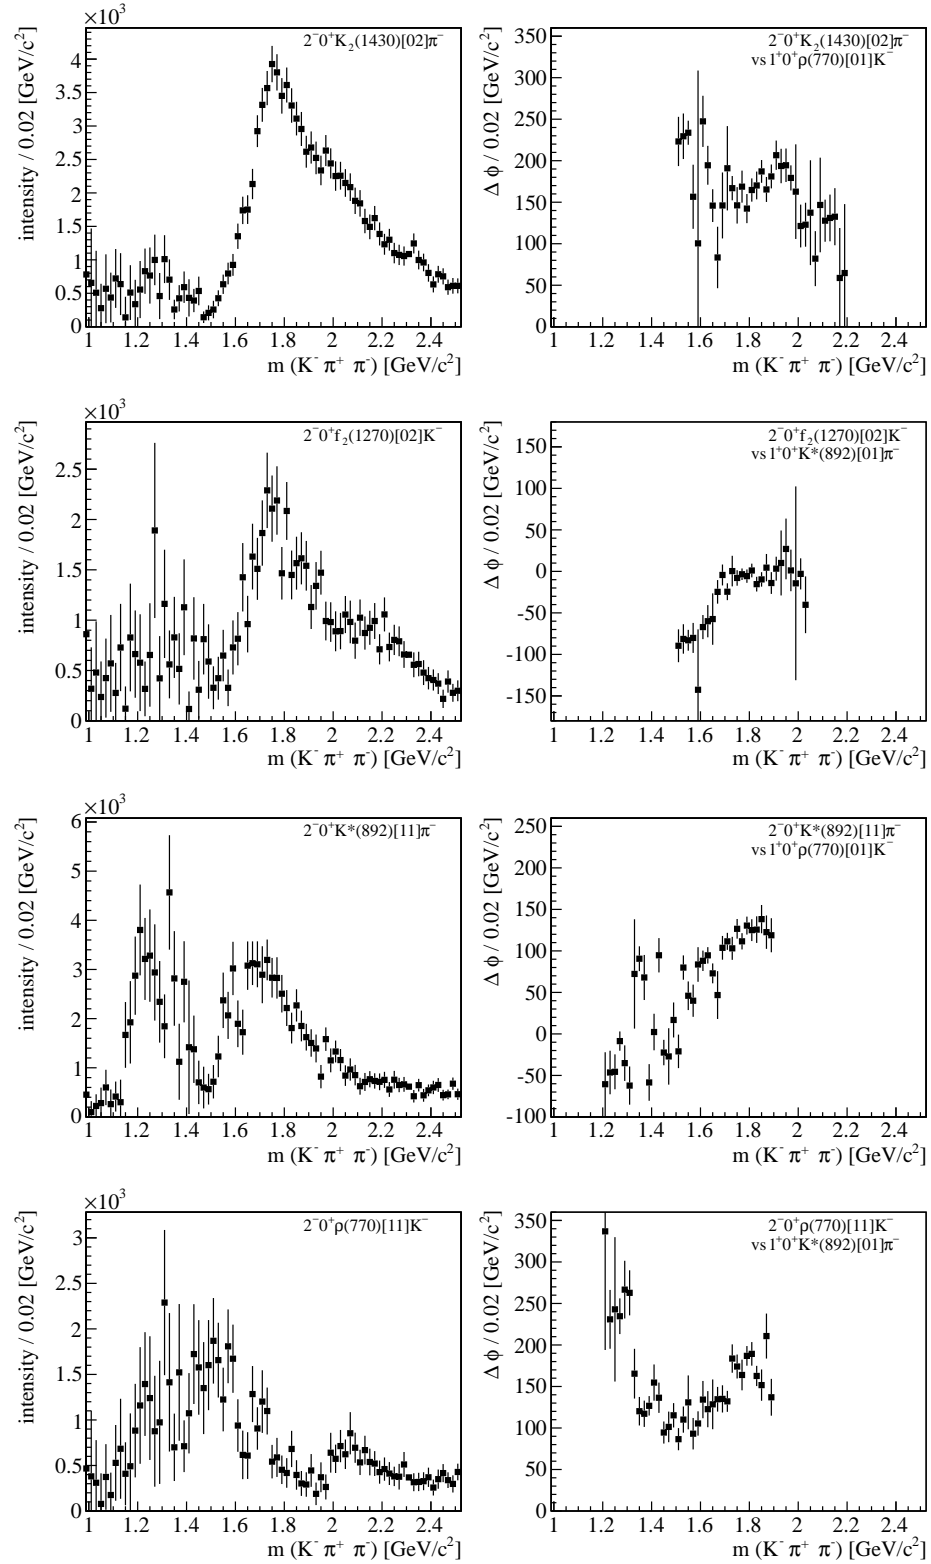 ×10³
2⁻0⁺K₂(1430)[02]π⁻
intensity / 0.02 [GeV/c²]
4
3.5
3
2.5
2
1.5
1
0.5
0
1 1.2 1.4 1.6 1.8 2 2.2 2.4
m (K⁻ π⁺ π⁻) [GeV/c²]
2⁻0⁺K₂(1430)[02]π⁻
vs 1⁺0⁺ρ(770)[01]K⁻
Δ ϕ / 0.02 [GeV/c²]
350
300
250
200
150
100
50
0
1 1.2 1.4 1.6 1.8 2 2.2 2.4
m (K⁻ π⁺ π⁻) [GeV/c²]
×10³
2⁻0⁺f₂(1270)[02]K⁻
intensity / 0.02 [GeV/c²]
2.5
2
1.5
1
0.5
0
1 1.2 1.4 1.6 1.8 2 2.2 2.4
m (K⁻ π⁺ π⁻) [GeV/c²]
2⁻0⁺f₂(1270)[02]K⁻
vs 1⁺0⁺K*(892)[01]π⁻
Δ ϕ / 0.02 [GeV/c²]
150
100
50
0
-50
-100
-150
1 1.2 1.4 1.6 1.8 2 2.2 2.4
m (K⁻ π⁺ π⁻) [GeV/c²]
×10³
2⁻0⁺K*(892)[11]π⁻
intensity / 0.02 [GeV/c²]
6
5
4
3
2
1
0
1 1.2 1.4 1.6 1.8 2 2.2 2.4
m (K⁻ π⁺ π⁻) [GeV/c²]
2⁻0⁺K*(892)[11]π⁻
vs 1⁺0⁺ρ(770)[01]K⁻
Δ ϕ / 0.02 [GeV/c²]
250
200
150
100
50
0
-50
-100
1 1.2 1.4 1.6 1.8 2 2.2 2.4
m (K⁻ π⁺ π⁻) [GeV/c²]
×10³
2⁻0⁺ρ(770)[11]K⁻
intensity / 0.02 [GeV/c²]
3
2.5
2
1.5
1
0.5
0
1 1.2 1.4 1.6 1.8 2 2.2 2.4
m (K⁻ π⁺ π⁻) [GeV/c²]
2⁻0⁺ρ(770)[11]K⁻
vs 1⁺0⁺K*(892)[01]π⁻
Δ ϕ / 0.02 [GeV/c²]
350
300
250
200
150
100
50
0
1 1.2 1.4 1.6 1.8 2 2.2 2.4
m (K⁻ π⁺ π⁻) [GeV/c²]